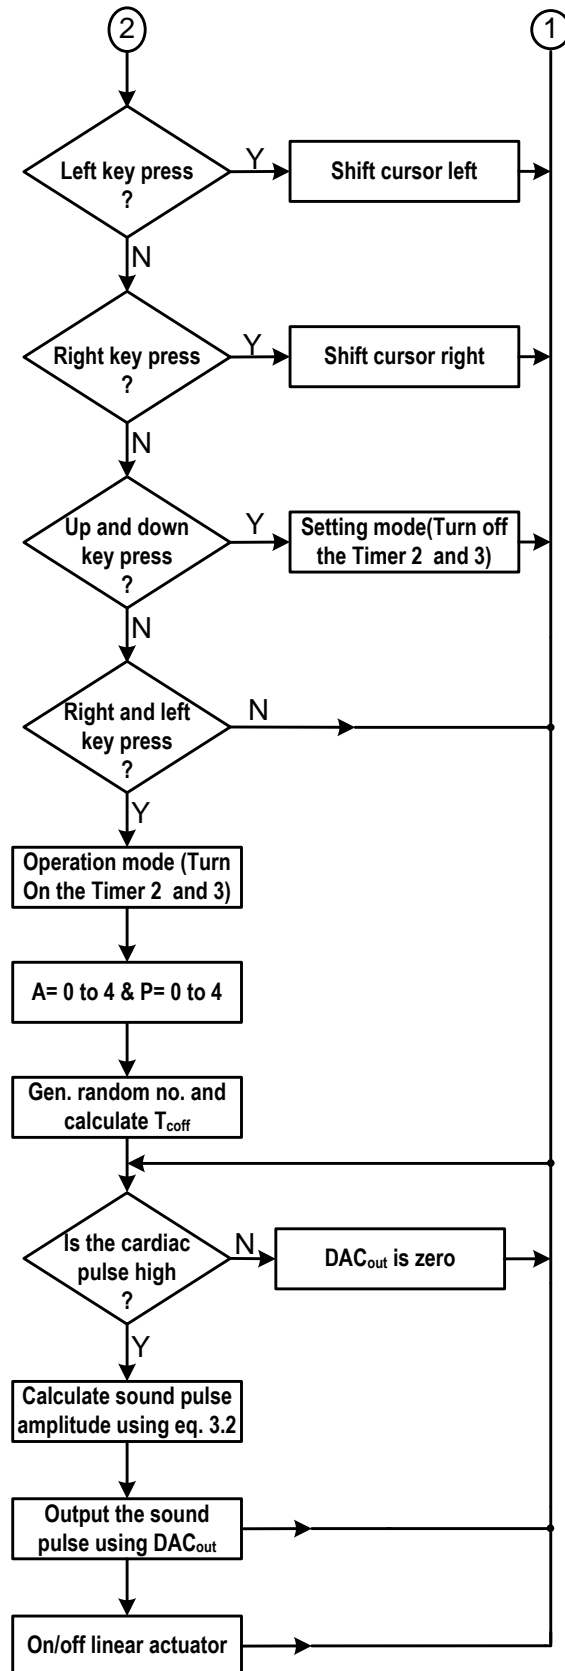 2
1
Left key press
?
Y
Shift cursor left
N
Right key press
?
Y
Shift cursor right
N
Up and down
key press
?
Y
Setting mode(Turn off
the Timer 2 and 3)
N
Right and left
key press
?
N
Y
Operation mode (Turn
On the Timer 2 and 3)
A= 0 to 4 & P= 0 to 4
Gen. random no. and
calculate Tcoff
Is the cardiac
pulse high
?
N
DACout is zero
Y
Calculate sound pulse
amplitude using eq. 3.2
Output the sound
pulse using DACout
On/off linear actuator